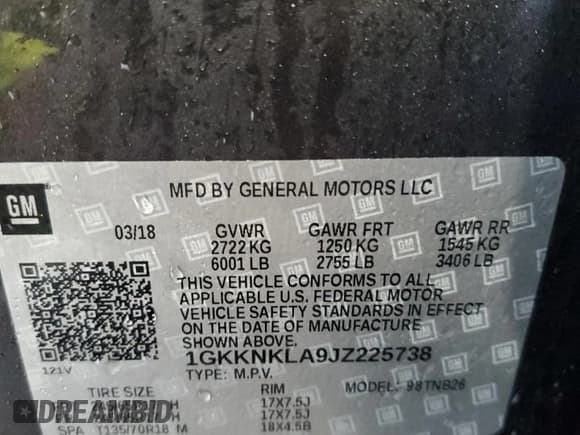 GM
MFD BY GENERAL MOTORS LLC
03/18 GVWR GAWR FRT GAWR RR
2722 KG 1250 KG 1545 KG
6001 LB 2755 LB 3406 LB
THIS VEHICLE CONFORMS TO ALL
APPLICABLE U.S. FEDERAL MOTOR
VEHICLE SAFETY STANDARDS IN EFFECT
ON THE DATE OF MANUFACTURE
SHOWN ABOVE.
1GKKNKLA9JZ225738
121V TYPE: M.P.V. MODEL: 98TNB26
TIRE SIZE RIM
17X7.5J
17X7.5J
SPA T135/70R18 M 18X4.5B
DREAMBID